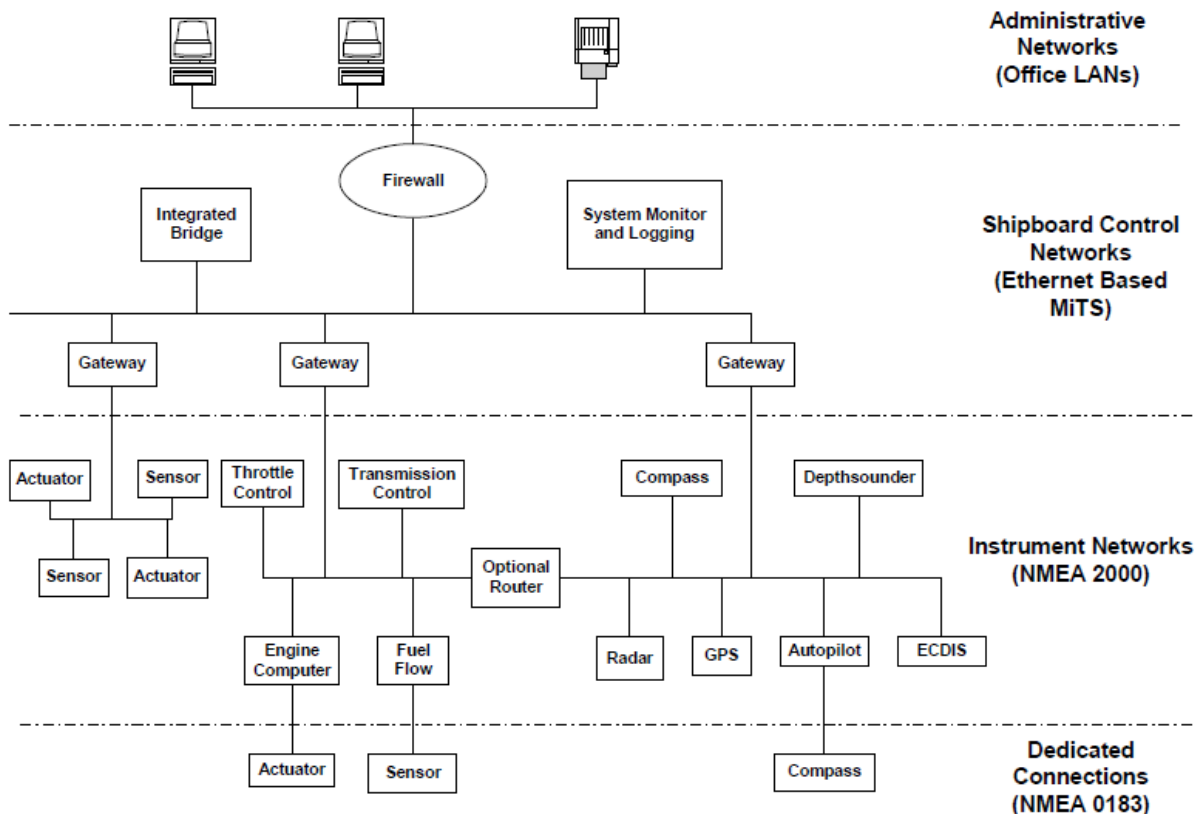 Administrative
Networks
(Office LANs)
Firewall
Integrated
Bridge
System Monitor
and Logging
Shipboard Control
Networks
(Ethernet Based
MiTS)
Gateway
Gateway
Gateway
Actuator
Sensor
Throttle
Control
Transmission
Control
Compass
Depthsounder
Sensor
Actuator
Optional
Router
Instrument Networks
(NMEA 2000)
Engine
Computer
Fuel
Flow
Radar
GPS
Autopilot
ECDIS
Actuator
Sensor
Compass
Dedicated
Connections
(NMEA 0183)